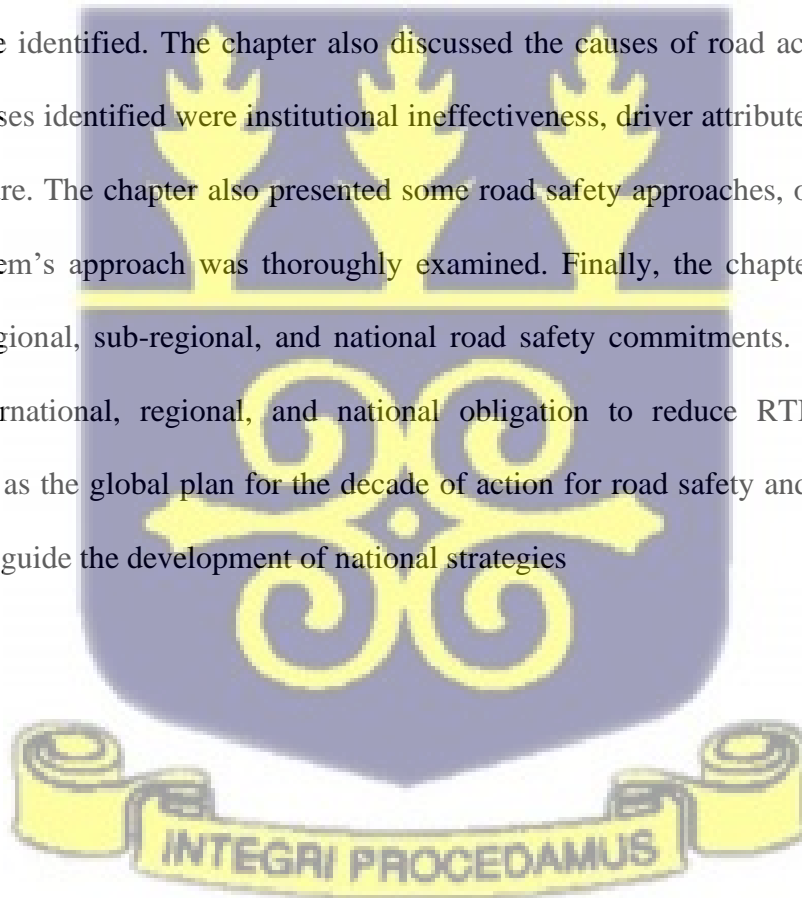 e identified. The chapter also discussed the causes of road ac
ses identified were institutional ineffectiveness, driver attribute
re. The chapter also presented some road safety approaches, o
em’s approach was thoroughly examined. Finally, the chapte
gional, sub-regional, and national road safety commitments.
ernational, regional, and national obligation to reduce RTI
as the global plan for the decade of action for road safety and
guide the development of national strategies
INTEGRI PROCEDAMUS